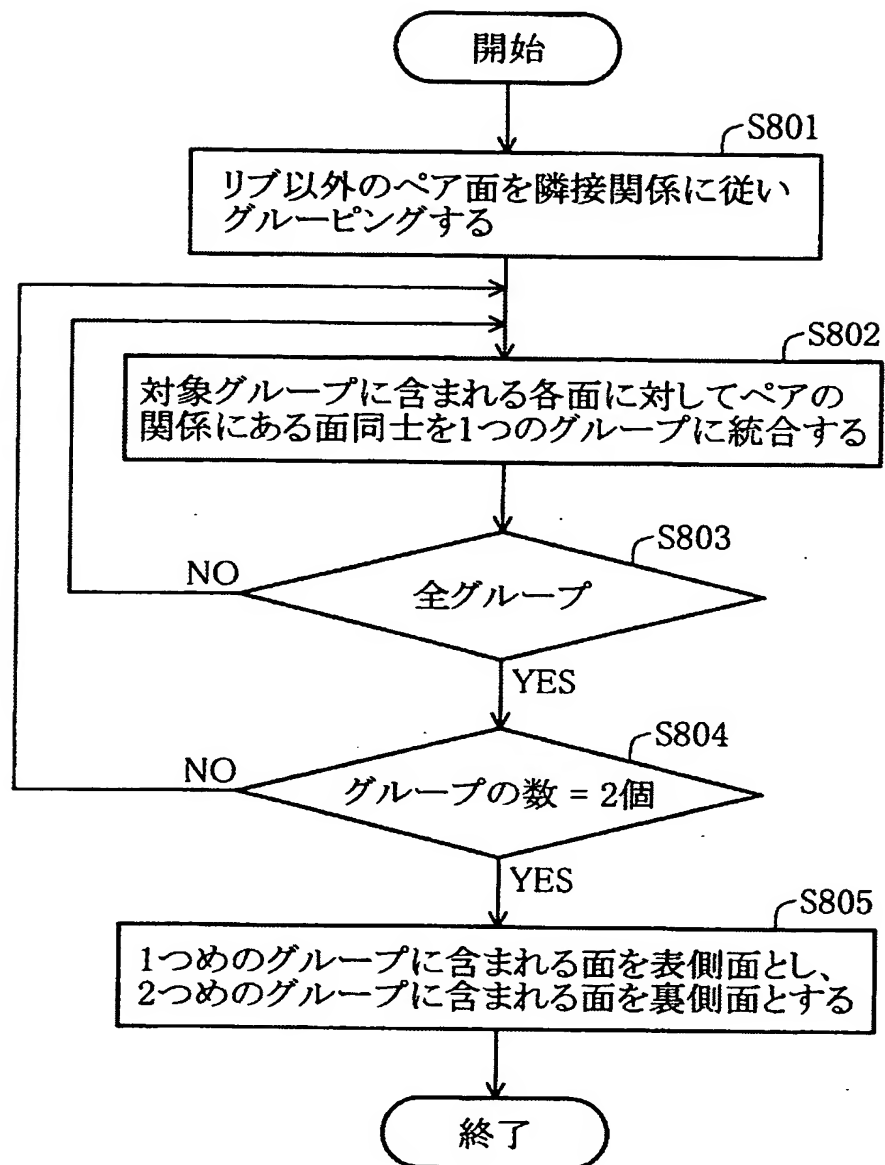 開始
S801
リブ以外のペア面を隣接関係に従い
グルーピングする
S802
対象グループに含まれる各面に対してペアの
関係にある面同士を1つのグループに統合する
S803
NO
全グループ
YES
S804
NO
グループの数 = 2個
YES
S805
1つめのグループに含まれる面を表側面とし、
2つめのグループに含まれる面を裏側面とする
終了